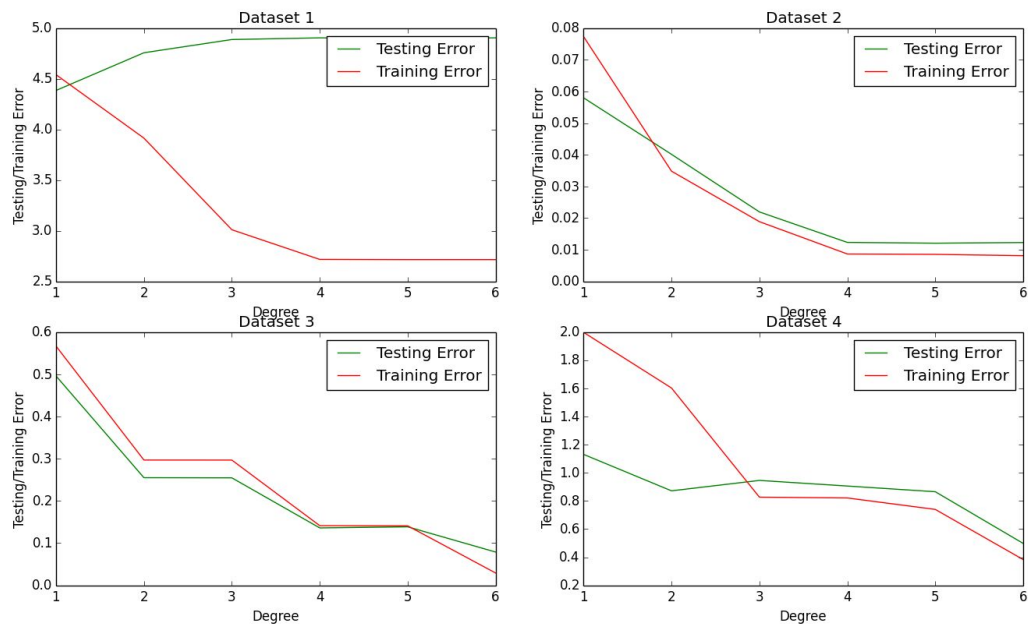 Dataset 1
Testing/Training Error
5.0
4.5
4.0
3.5
3.0
2.5
1 2 3 4 5 6
Degree
Testing Error
Training Error
Dataset 2
Testing/Training Error
0.08
0.07
0.06
0.05
0.04
0.03
0.02
0.01
0.00
1 2 3 4 5 6
Degree
Testing Error
Training Error
Dataset 3
Testing/Training Error
0.6
0.5
0.4
0.3
0.2
0.1
0.0
1 2 3 4 5 6
Degree
Testing Error
Training Error
Dataset 4
Testing/Training Error
2.0
1.8
1.6
1.4
1.2
1.0
0.8
0.6
0.4
0.2
1 2 3 4 5 6
Degree
Testing Error
Training Error